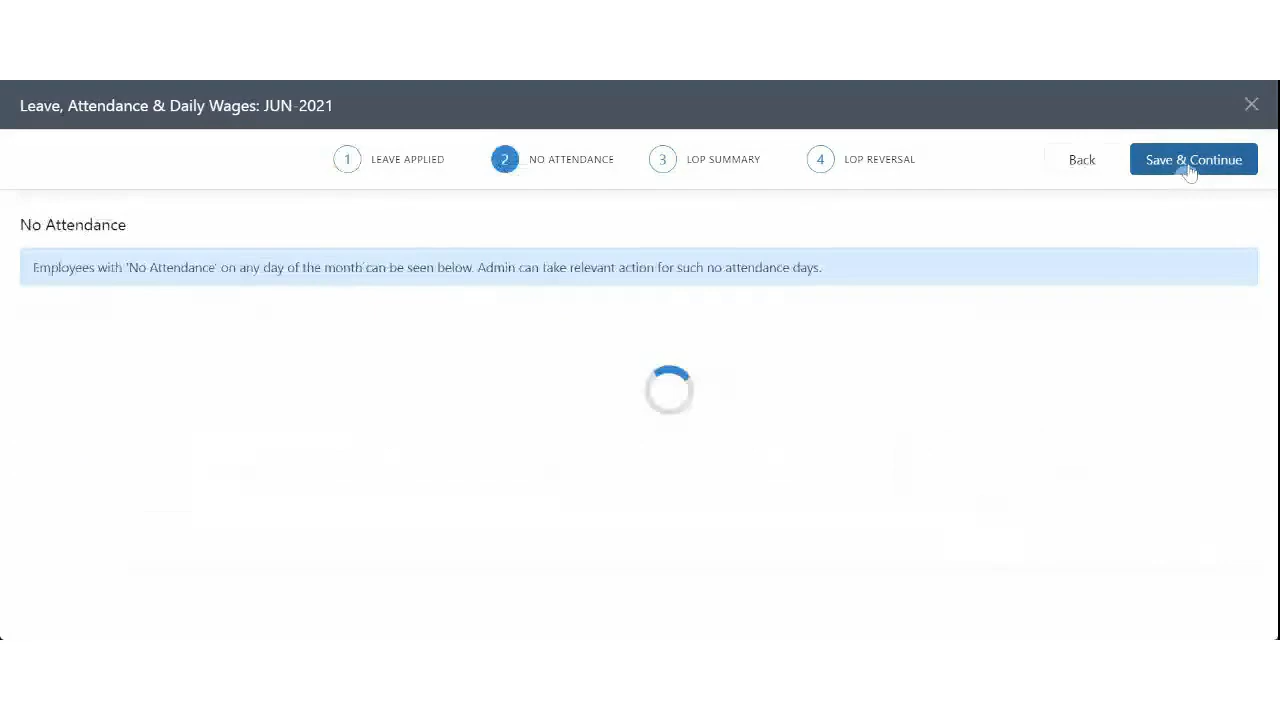 Leave, Attendance & Daily Wages: JUN-2021
1 LEAVE APPLIED 2 NO ATTENDANCE 3 LOP SUMMARY 4 LOP REVERSAL Back Save & Continue
No Attendance
Employees with 'No Attendance' on any day of the month can be seen below. Admin can take relevant action for such no attendance days.